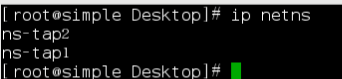 [root@simple Desktop]# ip netns
ns-tap2
ns-tap1
[root@simple Desktop]#